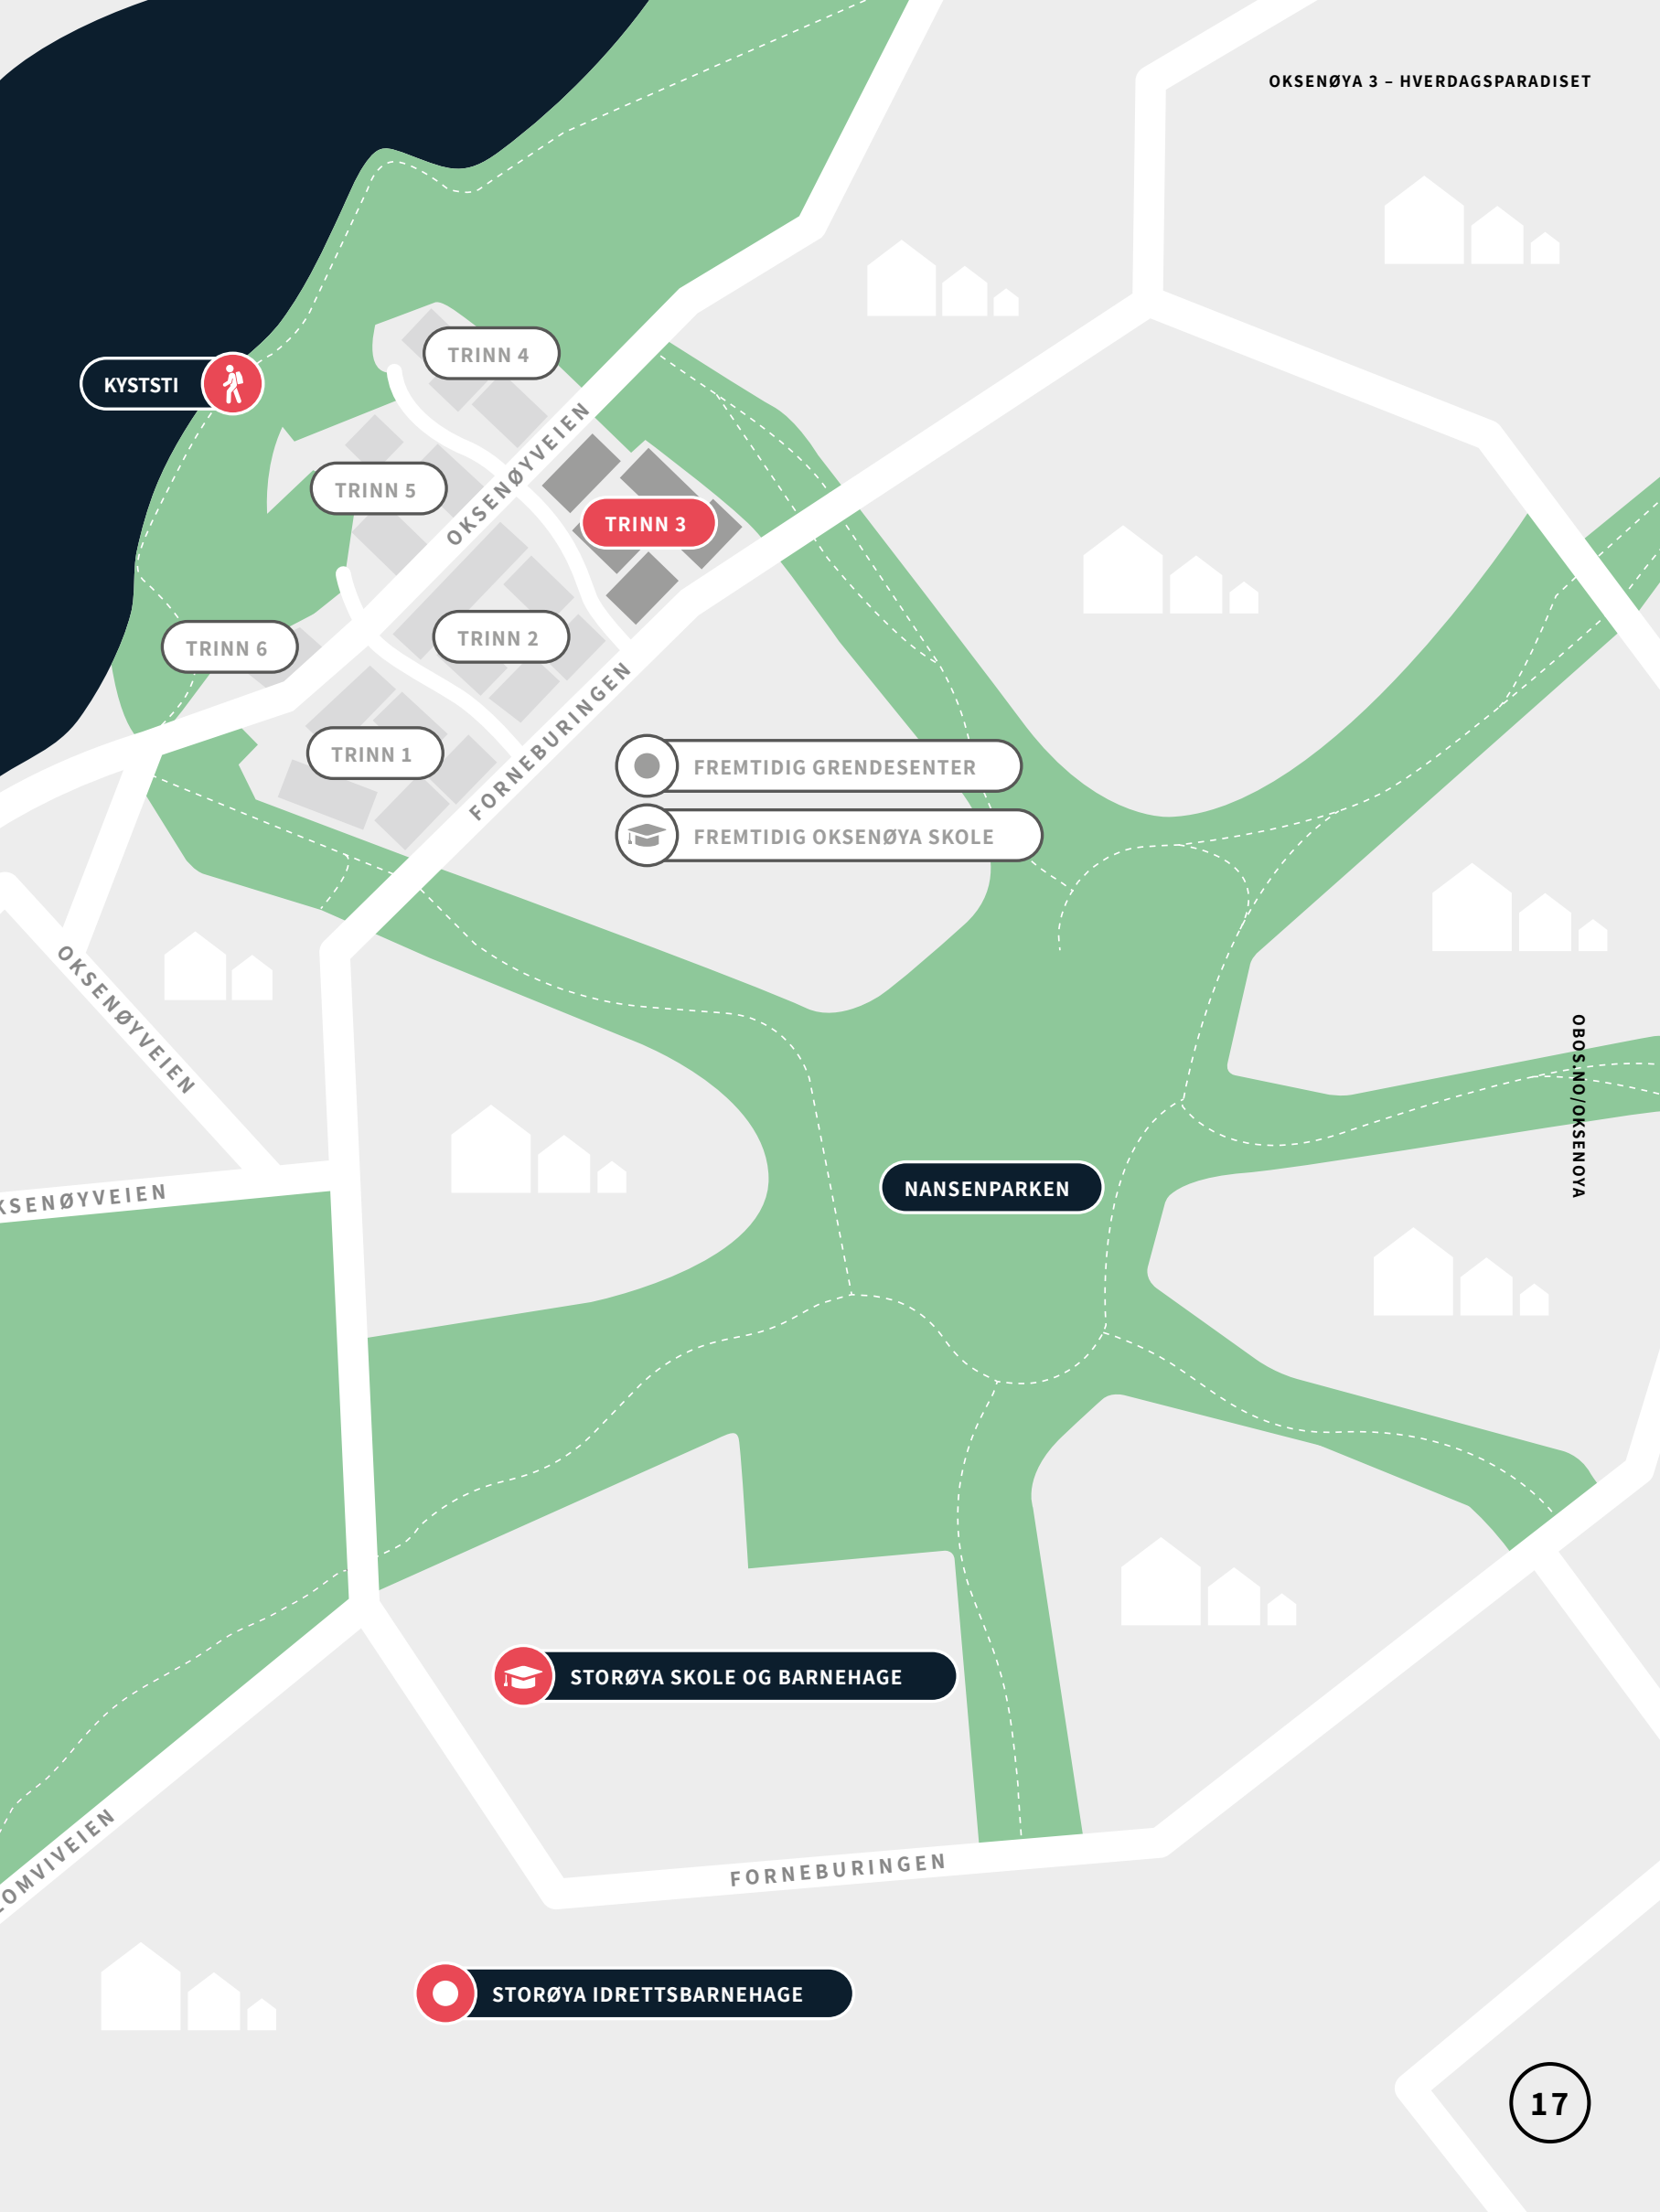 OKSENØYA 3 – HVERDAGSPARADISET
TRINN 4
KYSTSTI
OKSENØYVEIEN
TRINN 5
TRINN 3
TRINN 6
TRINN 2
TRINN 1
FORNEBURINGEN
FREMTIDIG GRENDESENTER
FREMTIDIG OKSENØYA SKOLE
OKSENØYVEIEN
OBOS.NO/OKSENOYA
KSENØYVEIEN
NANSENPARKEN
STORØYA SKOLE OG BARNEHAGE
OMVIVEIEN
FORNEBURINGEN
STORØYA IDRETTSBARNEHAGE
17